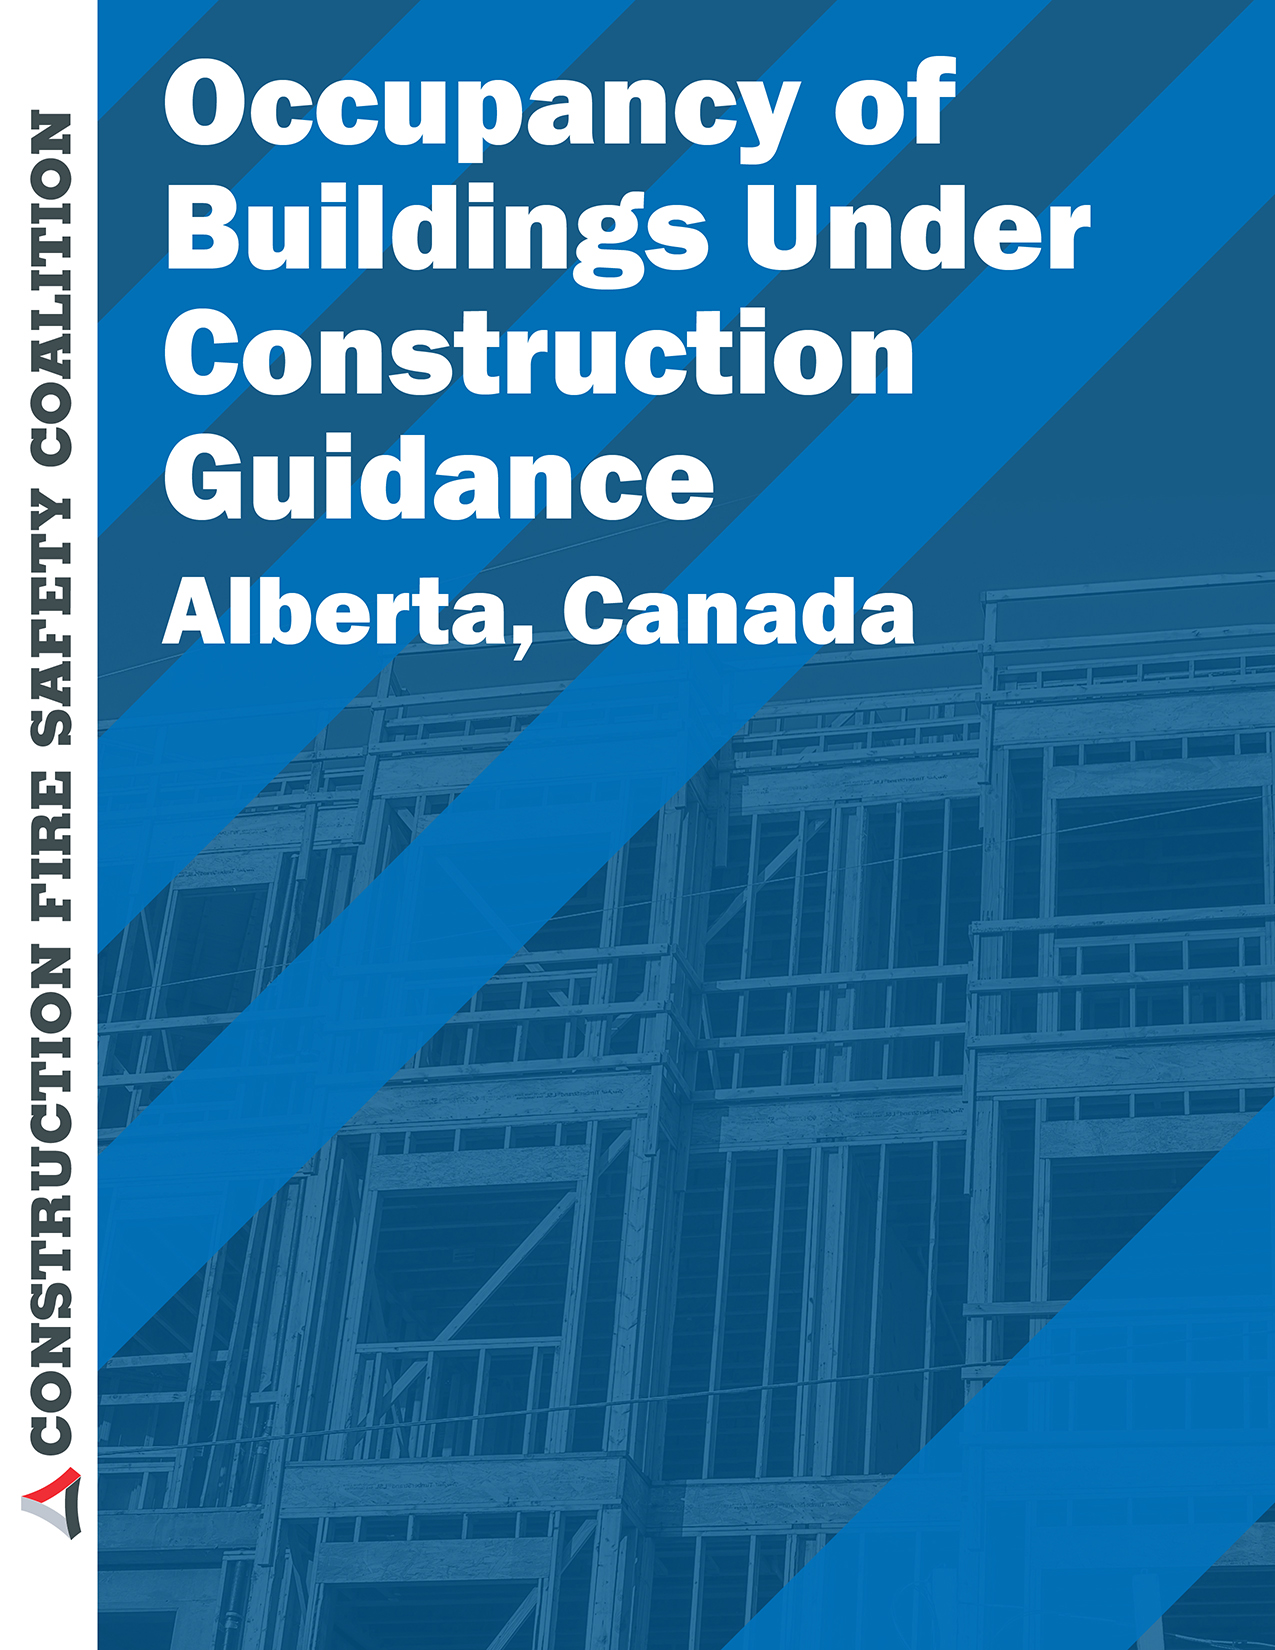 Occupancy of
Buildings Under
Construction
Guidance
Alberta, Canada
CONSTRUCTION FIRE SAFETY COALITION